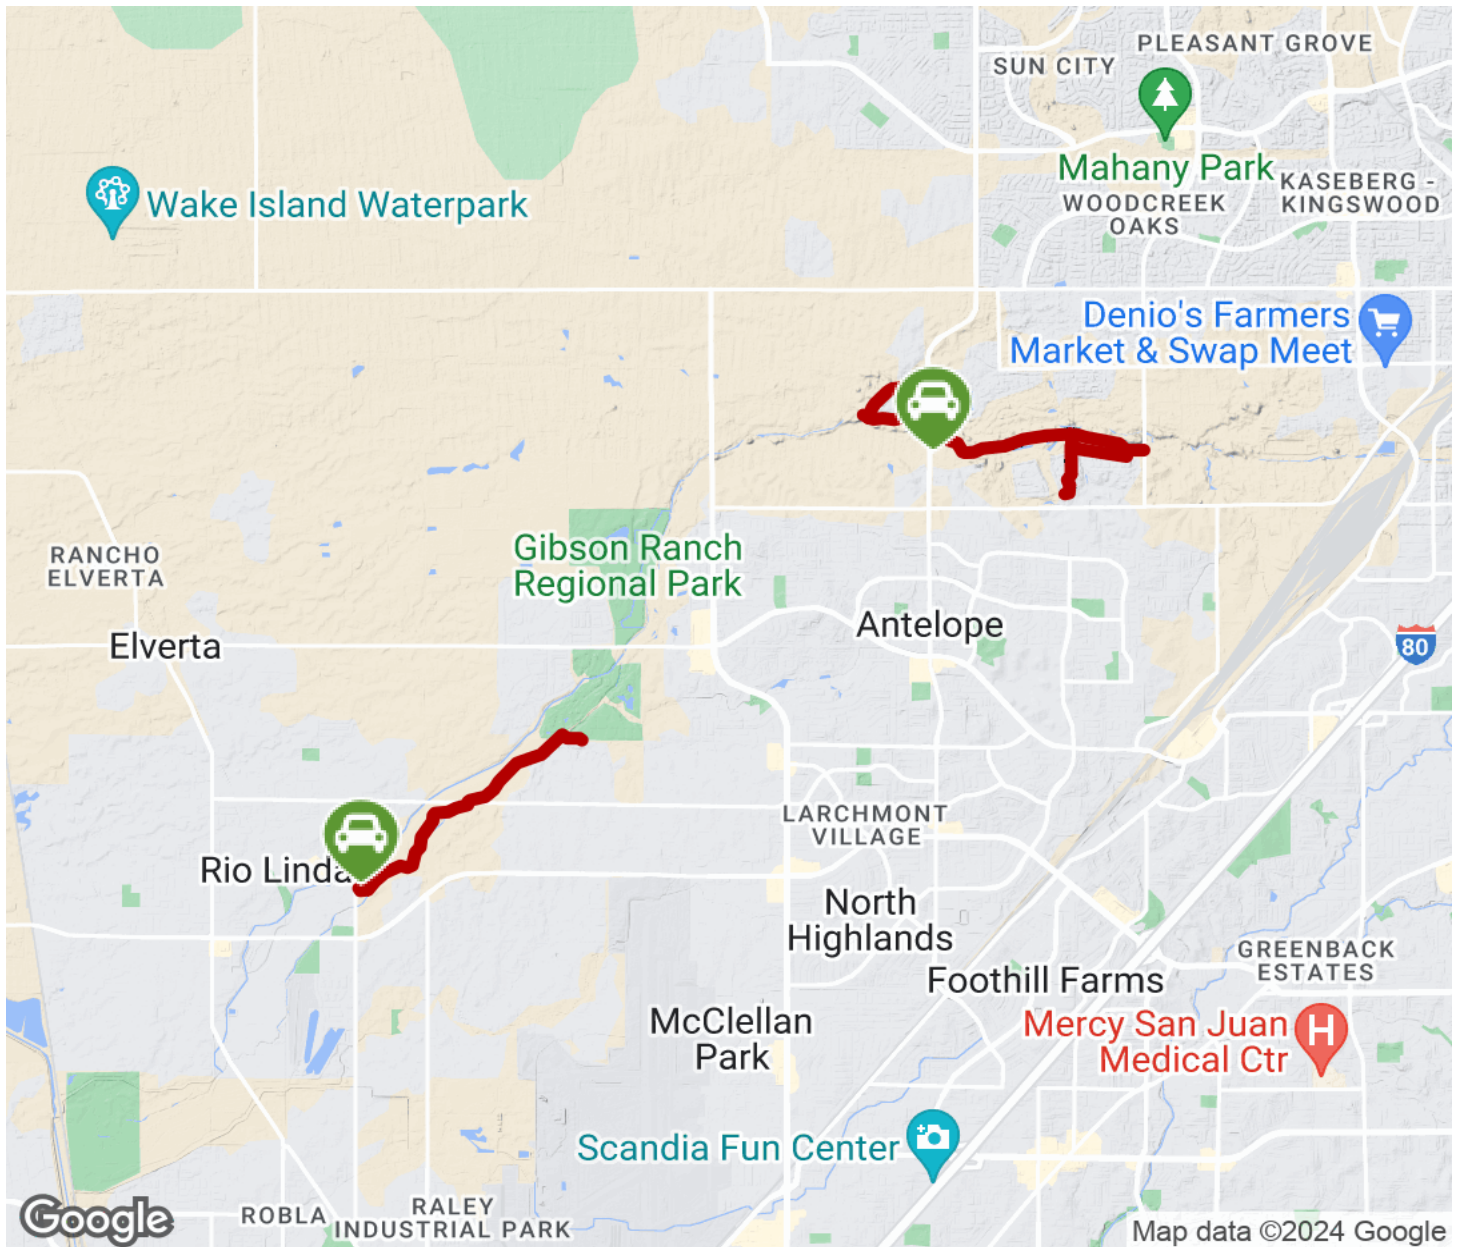 PLEASANT GROVE
SUN CITY
Mahany Park
KASEBERG -
KINGSWOOD
WOODCREEK
OAKS
Wake Island Waterpark
Denio's Farmers
Market & Swap Meet
Gibson Ranch
Regional Park
RANCHO
ELVERTA
Elverta
Antelope
80
LARCHMONT
VILLAGE
Rio Linda
North
Highlands
GREENBACK
ESTATES
Foothill Farms
McClellan
Park
Mercy San Juan
Medical Ctr
H
Scandia Fun Center
ROBLA
RALEY
INDUSTRIAL PARK
Google
Map data ©2024 Google